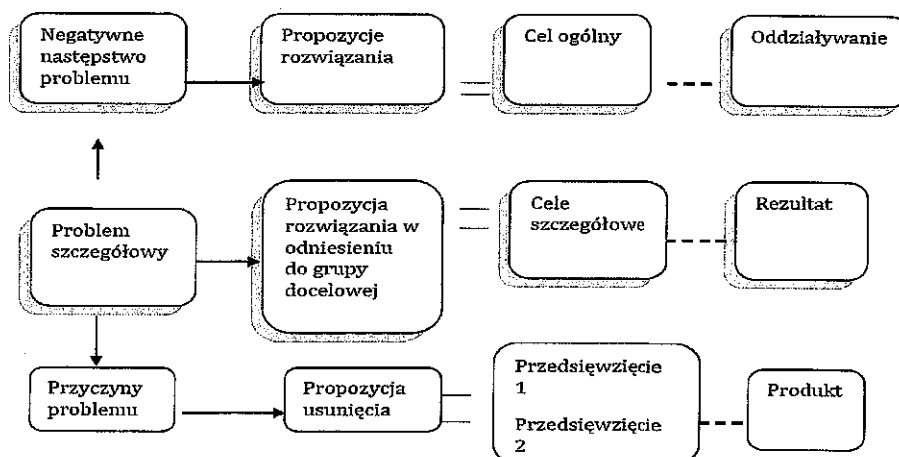 Negatywne
następstwo
problemu
Propozycje
rozwiązania
Cel ogólny
Oddziaływanie
Problem
szczegółowy
Propozycja
rozwiązania w
odniesieniu
do grupy
docelowej
Cele
szczegółowe
Rezultat
Przyczyny
problemu
Propozycja
usunięcia
Przedsięwzięcie
1
Przedsięwzięcie
2
Produkt